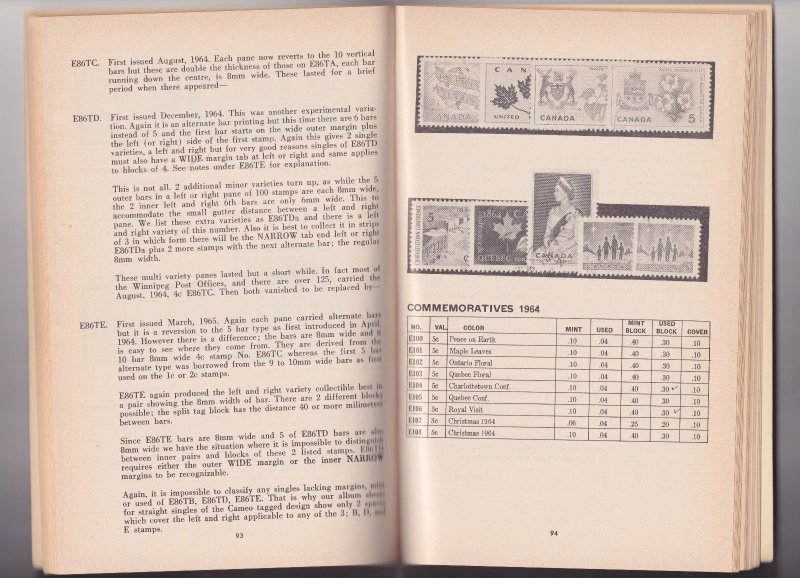 E86TC. First issued August, 1964. Each pane now reverts to the 10 vertical
bars but these are double the thickness of those on E86TA, each bar
running down the centre, is 8mm wide. These lasted for a brief
period when there appeared—
E86TD. First issued December, 1964. This was another experimental varia-
tion. Again it is an alternate bar printing but this time there are 6 bars
instead of 5 and the first bar starts on the wide outer margin plus
the left (or right) side of the first stamp. Again this gives 2 single
varieties, a left and right but for very good reasons singles of E86TD
must also have a WIDE margin tab at left or right and same applies
to blocks of 4. See notes under E86TE for explanation.
This is not all. 2 additional minor varieties turn up, as while the 5
outer bars in a left or right pane of 100 stamps are each 8mm wide,
the 2 inner left and right 6th bars are only 6mm wide. This to
accommodate the small gutter distance between a left and right
pane. We list these extra varieties as E86TDa and there is a left
and right variety of this number. Also it is best to collect it in strips
of 3 in which form there will be the NARROW tab end left or right
E86TDa plus 2 more stamps with the next alternate bar; the regular
8mm width.
These multi variety panes lasted but a short while. In fact most of
the Winnipeg Post Offices, and there are over 125, carried the
August, 1964, 4c E86TC. Then both vanished to be replaced by—
E86TE. First issued March, 1965. Again each pane carried alternate bars
but it is a reversion to the 5 bar type as first introduced in April,
1964. However there is a difference; the bars are 8mm wide and it
is easy to see where they come from. They are derived from the
10 bar 8mm wide 4c stamp No. E86TC whereas the first 5 bar
alternate type was borrowed from the 9 to 10mm wide bars as first
used on the 1c or 2c stamps.
E86TE again produced the left and right variety collectible best in
a pair showing the 8mm width of bar. There are 2 different blocks
possible; the split tag block has the distance 40 or more milimetres
between bars.
Since E86TE bars are 8mm wide and 5 of E86TD bars are also
8mm wide we have the situation where it is impossible to distinguish
between inner pairs and blocks of these 2 listed stamps. E86TD
requires either the outer WIDE margin or the inner NARROW
margins to be recognizable.
Again, it is impossible to classify any singles lacking margins, mint
or used of E86TB, E86TD, E86TE. That is why our album sheets
for straight singles of the Cameo tagged design show only 2 spaces
which cover the left and right applicable to any of the 3; B, D, and
E stamps.
93
CANADA
CAN
UNITED
CANADA
CANADA 5
5
QUEBEC
CANADA
CANADA
CANADA
COMMEMORATIVES 1964
NO. VAL. COLOR MINT USED MINT BLOCK USED BLOCK COVER
E100 5c Peace on Earth .10 .04 .40 .30 .10
E101 5c Maple Leaves .10 .04 .40 .30 .10
E102 5c Ontario Floral .10 .04 .40 .30 .10
E103 5c Quebec Floral .10 .04 .40 .30 .10
E104 5c Charlottetown Conf. .10 .04 .40 .30 ✓ .10
E105 5c Quebec Conf. .10 .04 .40 .30 .10
E106 5c Royal Visit .10 .04 .40 .30 ✓ .10
E107 3c Christmas 1964 .06 .04 .25 .20 .10
E108 5c Christmas 1964 .10 .04 .40 .30 .10
94